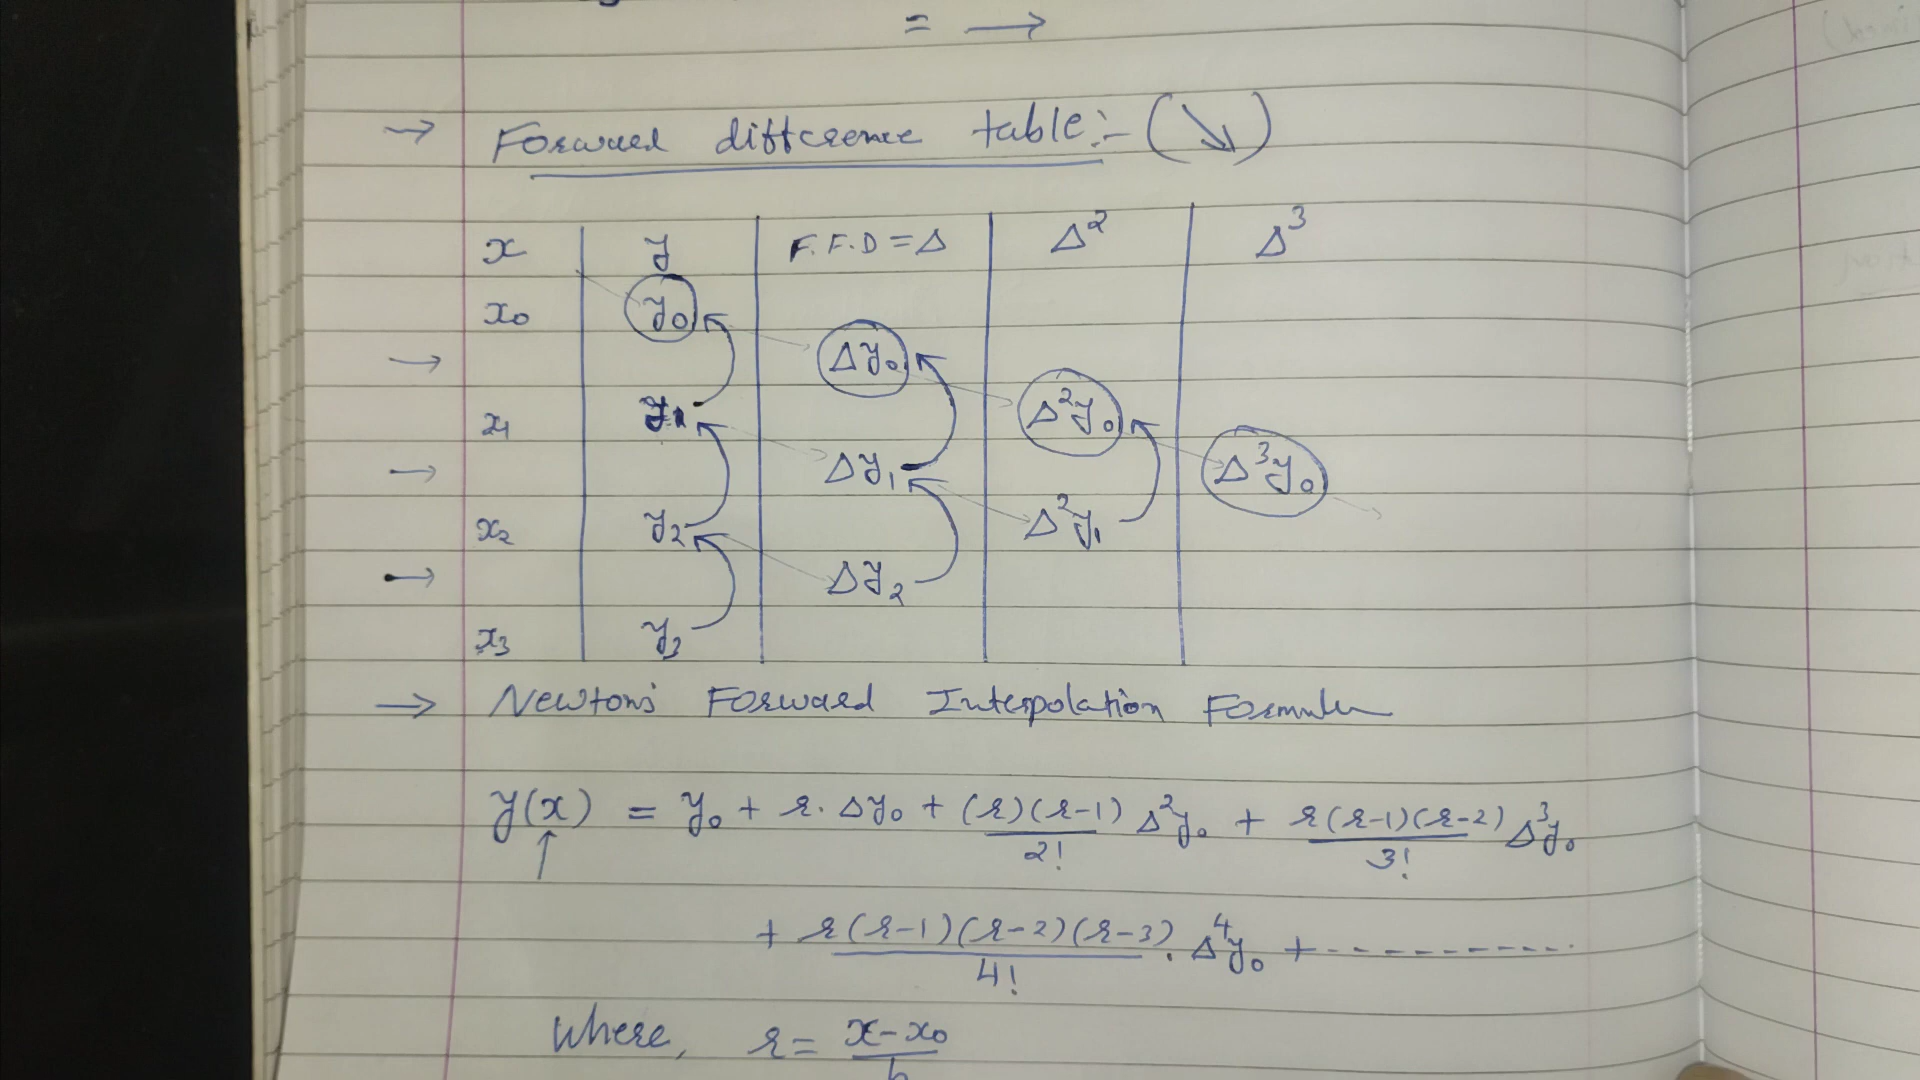 = →
→ Forward difference table:- (↘)
x | y | F.F.D = Δ | Δ² | Δ³
x₀ y₀
→ Δy₀
x₁ y₁ Δ²y₀
→ Δy₁ Δ³y₀
x₂ y₂ Δ²y₁
→ Δy₂
x₃ y₃
→ Newton's Forward Interpolation Formula
y(x) = y₀ + r. Δy₀ + (r)(r-1)/2! Δ²y₀ + r(r-1)(r-2)/3! Δ³y₀
↑
+ r(r-1)(r-2)(r-3)/4! . Δ⁴y₀ + ----------
Where, r = x-x₀/h